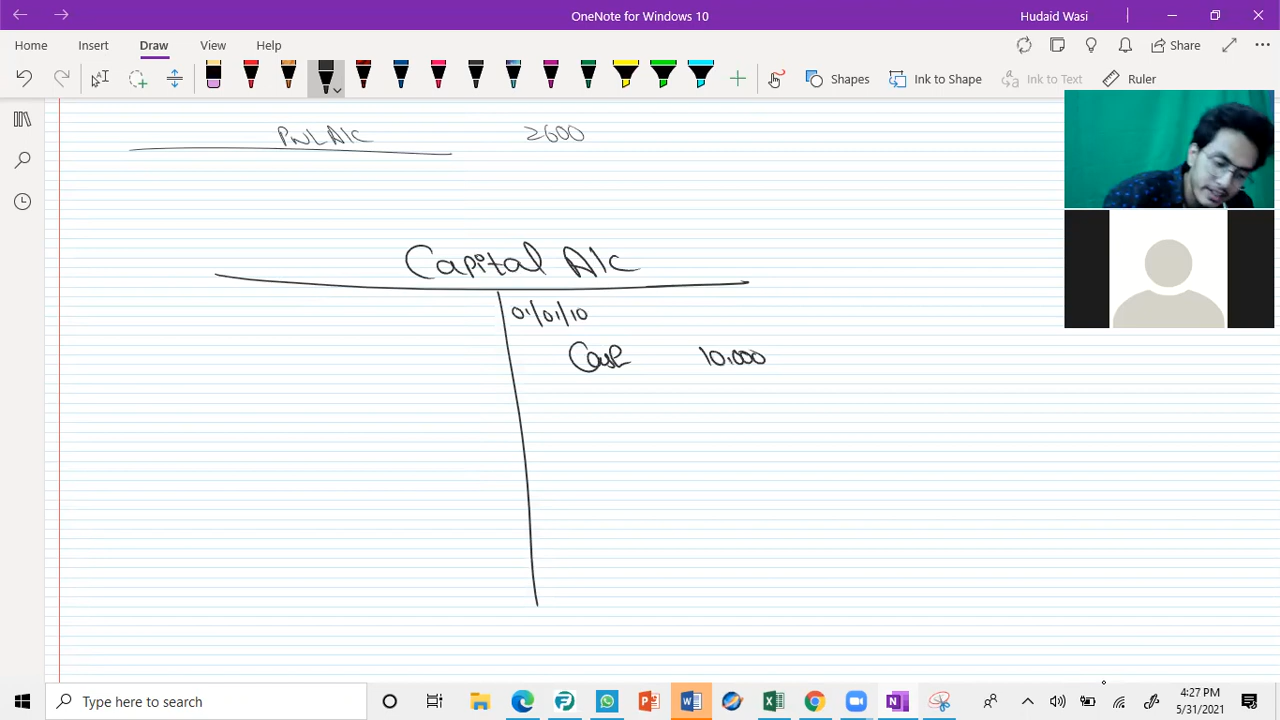 OneNote for Windows 10
Hudaid Wasi
Home Insert Draw View Help
Share
Shapes Ink to Shape Ink to Text Ruler
PNL A/c 2600
Capital A/c
01/01/10
Cash 10,000
Type here to search
4:27 PM
5/31/2021